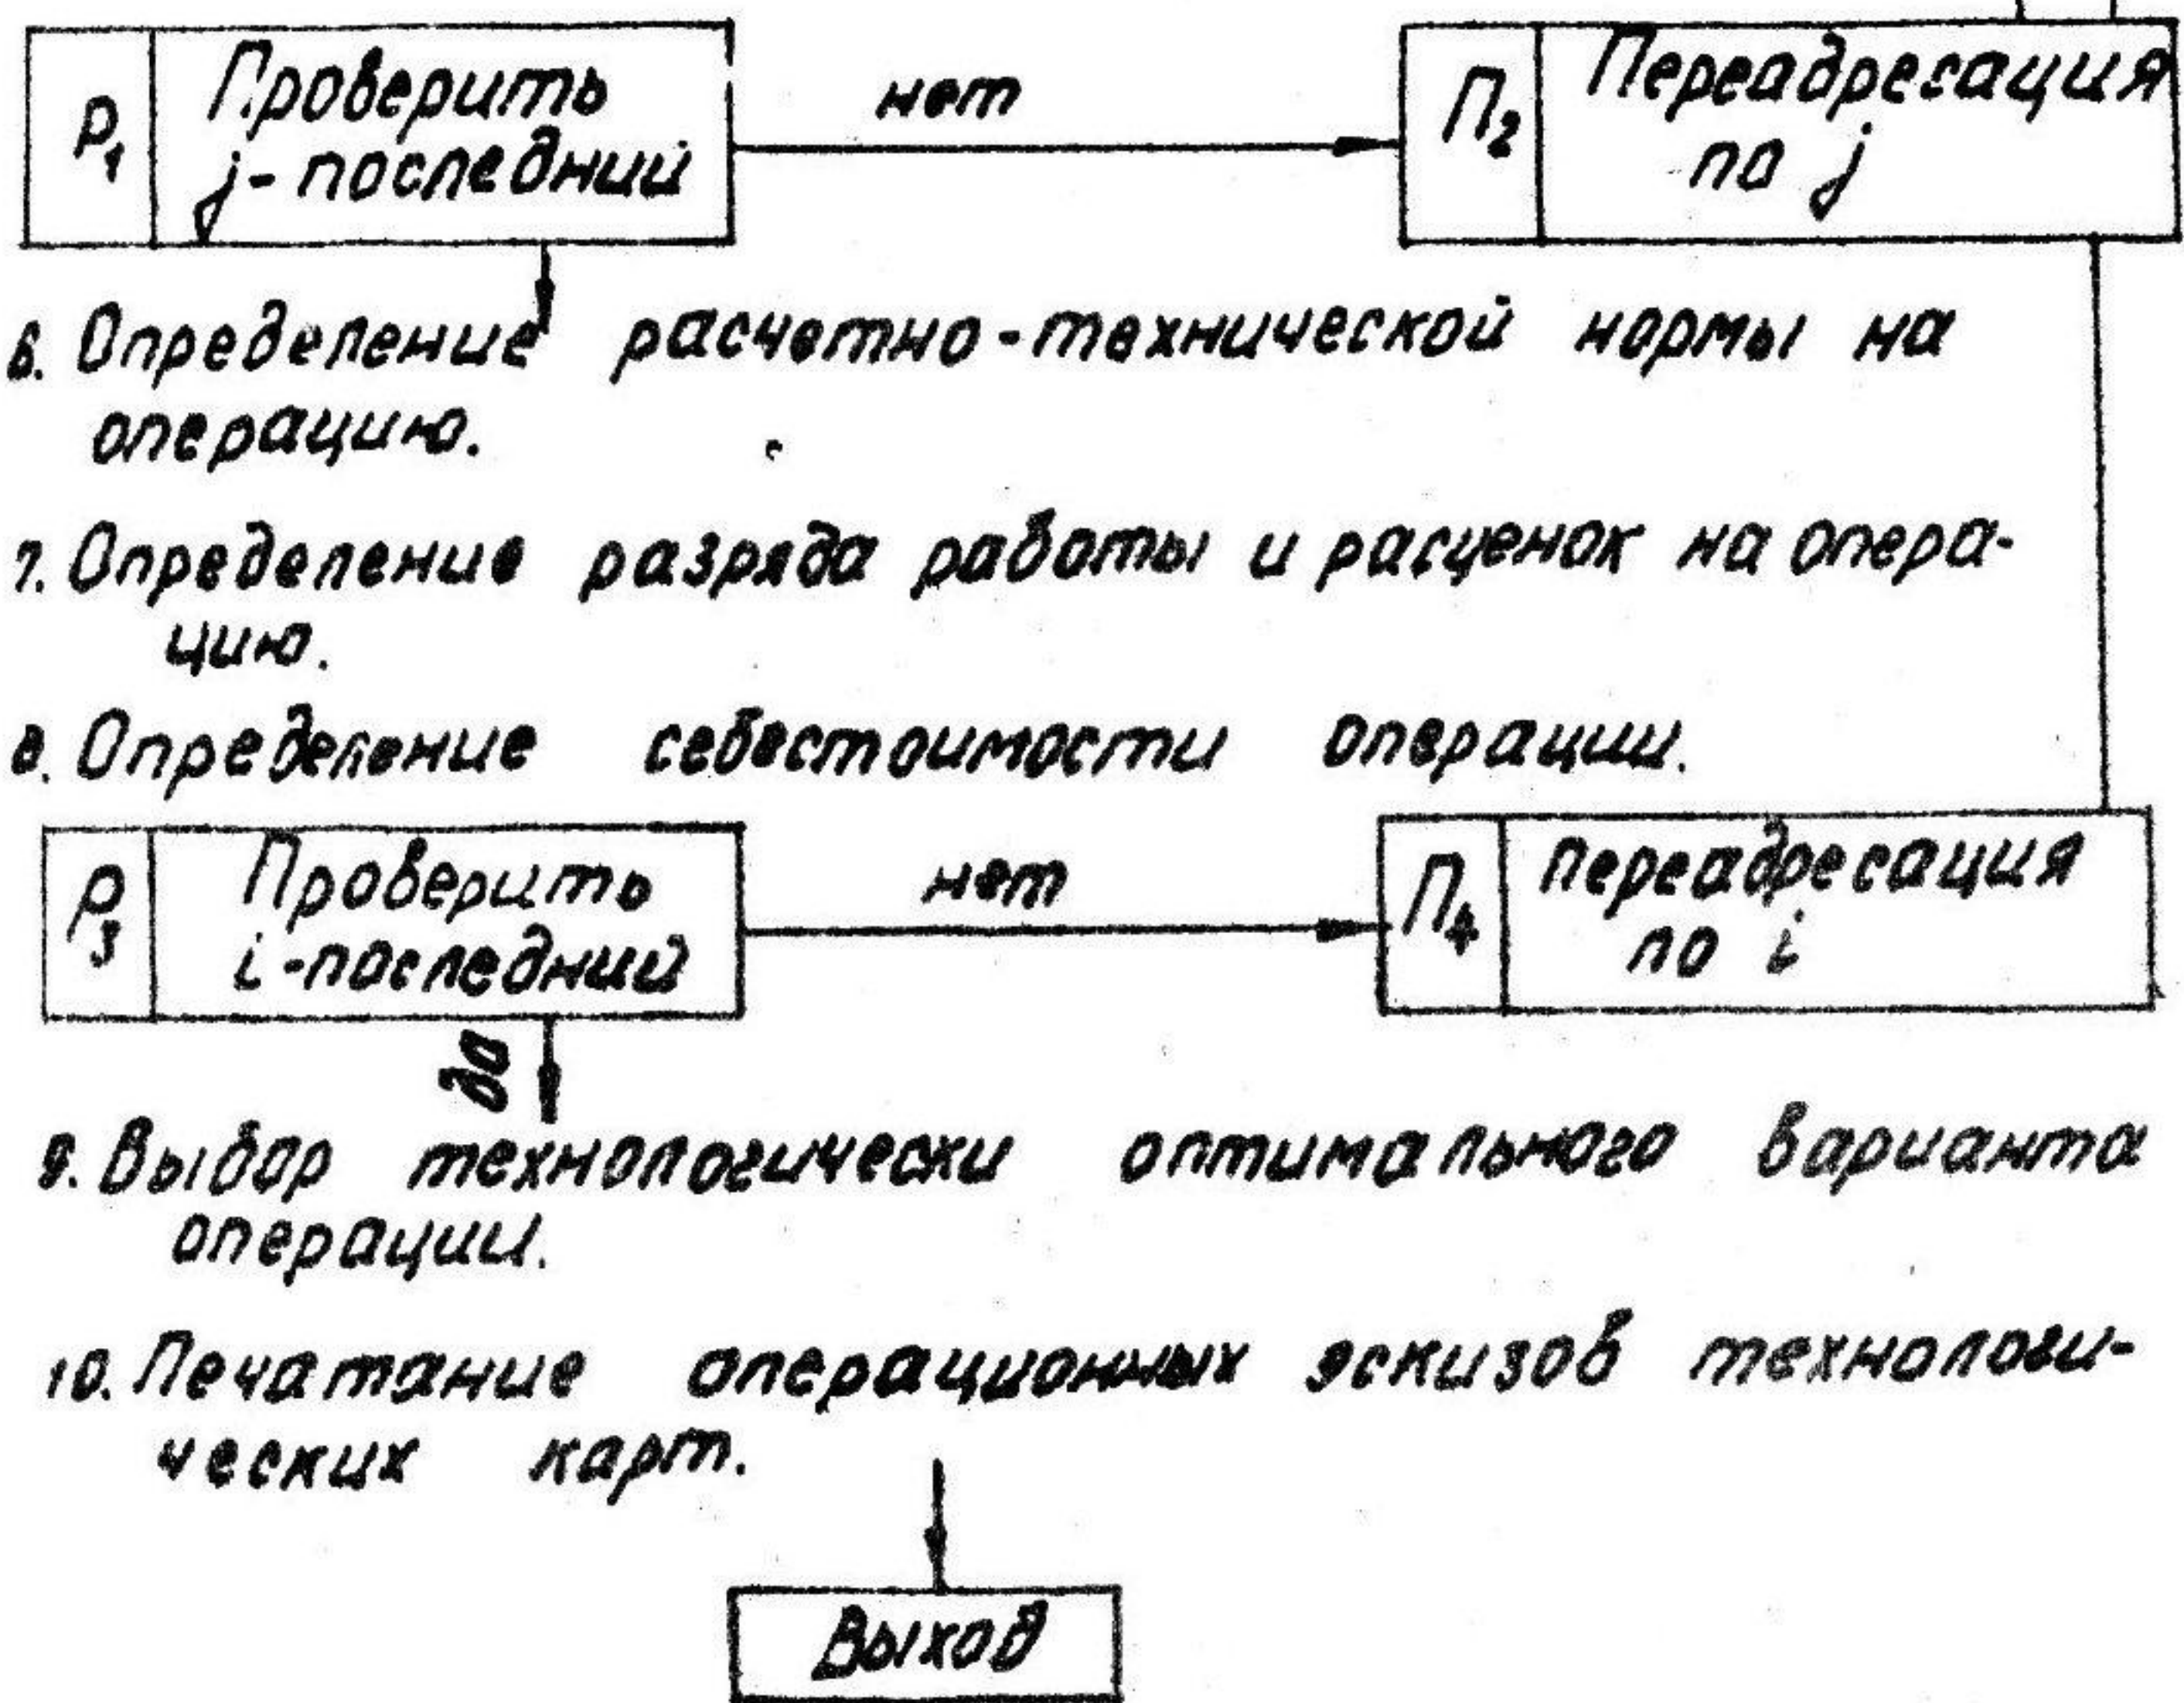 P₁ Проверить j-последний
нет
П₂ Переадресация по j
6. Определение расчетно-технической нормы на
операцию.
7. Определение разряда работы и расценок на опера-
цию.
8. Определение себестоимости операции.
P₃ Проверить i-последний
нет
П₄ переадресация по i
да
9. Выбор технологически оптимального варианта
операции.
10. Печатание операционных эскизов технологи-
ческих карт.
Выход